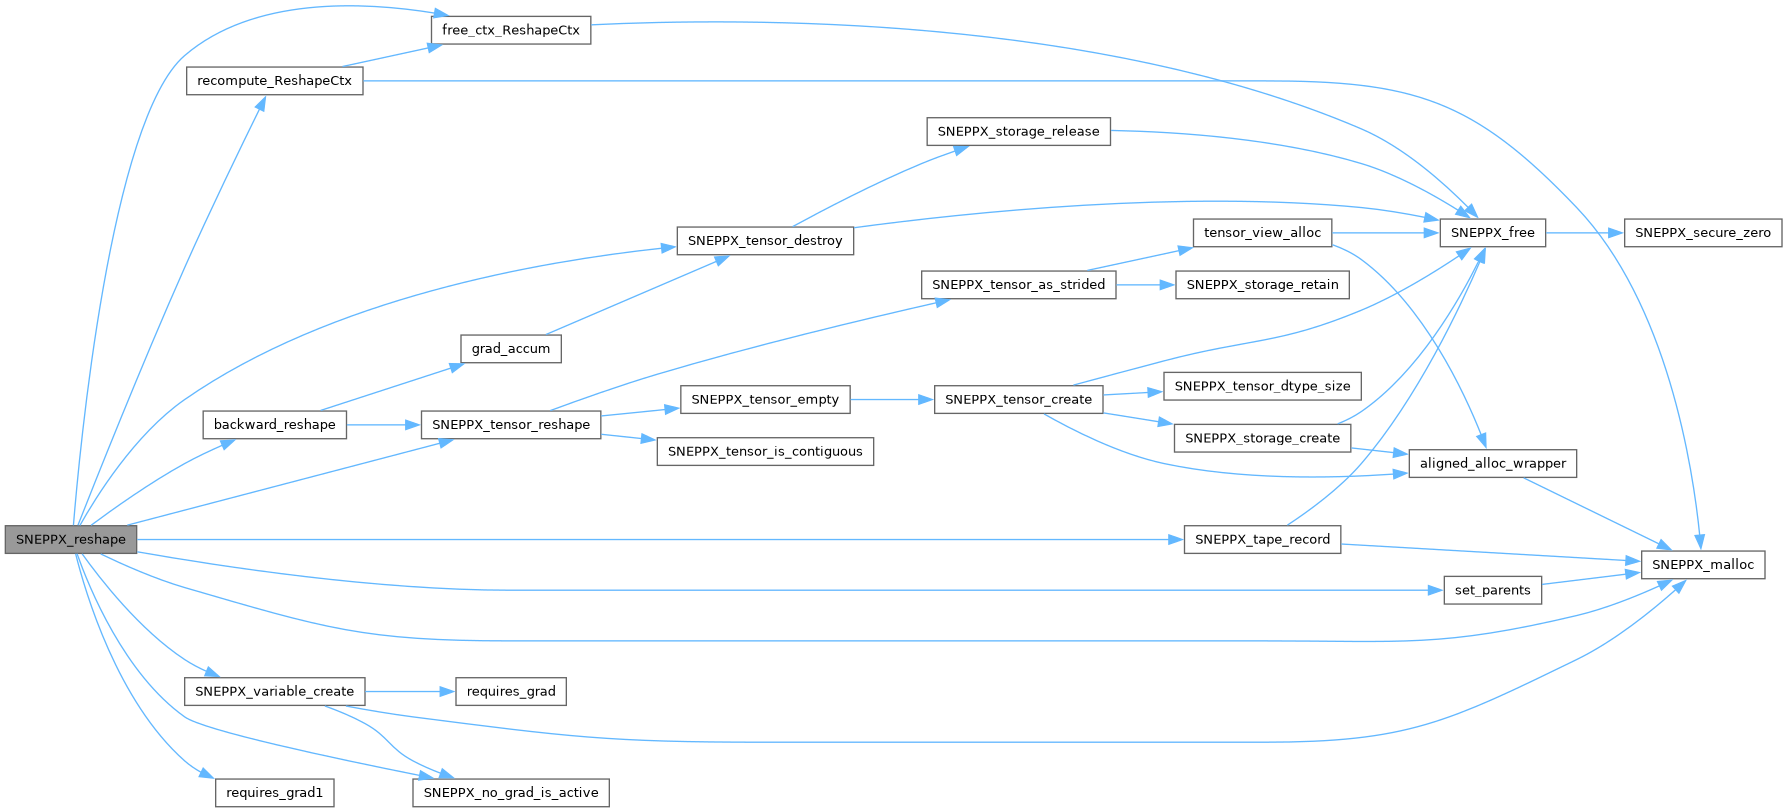 free_ctx_ReshapeCtx
recompute_ReshapeCtx
SNEPPX_storage_release
tensor_view_alloc
SNEPPX_free
SNEPPX_secure_zero
SNEPPX_tensor_destroy
SNEPPX_tensor_as_strided
SNEPPX_storage_retain
grad_accum
SNEPPX_tensor_dtype_size
SNEPPX_tensor_empty
SNEPPX_tensor_create
backward_reshape
SNEPPX_tensor_reshape
SNEPPX_storage_create
SNEPPX_tensor_is_contiguous
aligned_alloc_wrapper
SNEPPX_reshape
SNEPPX_tape_record
SNEPPX_malloc
set_parents
SNEPPX_variable_create
requires_grad
requires_grad1
SNEPPX_no_grad_is_active